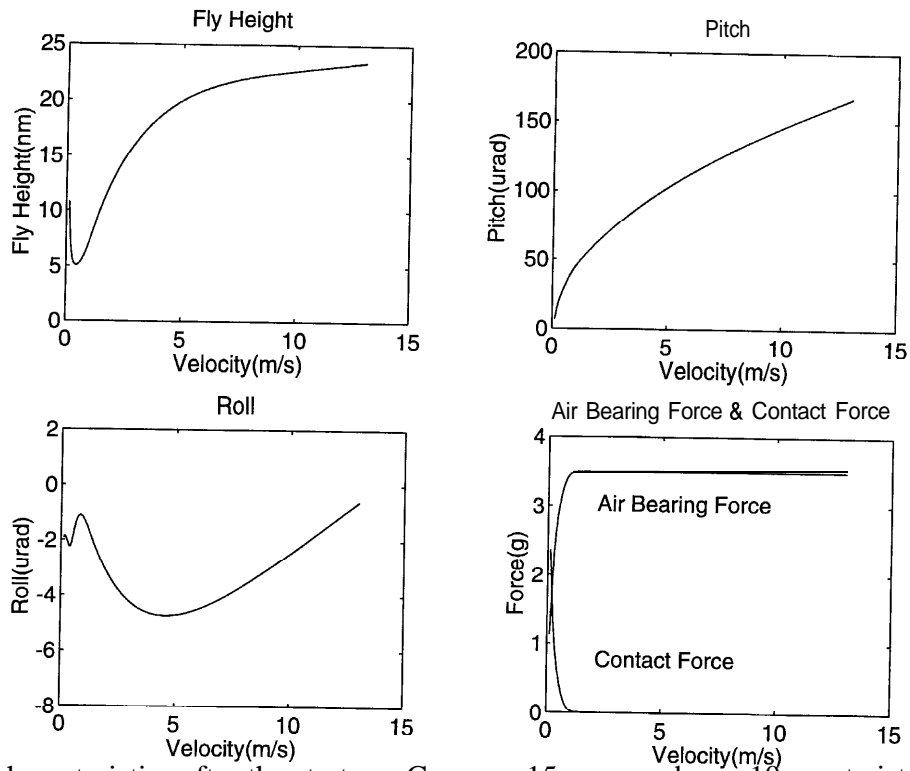 Fly Height
25
20
15
10
5
0
Fly Height(nm)
0 5 10 15
Velocity(m/s)
Pitch
200
150
100
50
0
Pitch(urad)
0 5 10 15
Velocity(m/s)
Roll
2
0
-2
-4
-6
-8
Roll(urad)
0 5 10 15
Velocity(m/s)
Air Bearing Force & Contact Force
4
3
2
1
0
Force(g)
Air Bearing Force
Contact Force
0 5 10 15
Velocity(m/s)